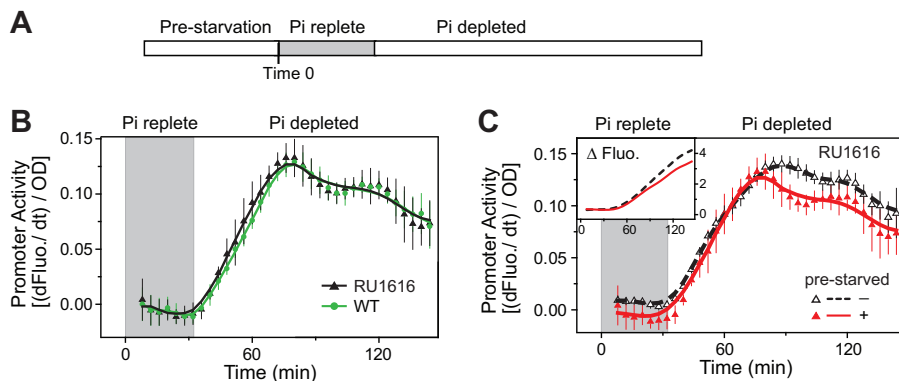 A
Pre-starvation Pi replete Pi depleted
Time 0
B
Pi replete Pi depleted
0.15
0.10
0.05
0.00
Promoter Activity
[(dFluo./ dt) / OD]
RU1616
WT
0 60 120
Time (min)
C
Pi replete Pi depleted
0.15
0.10
0.05
0.00
Promoter Activity
[(dFluo./ dt) / OD]
Δ Fluo.
4
2
0
0 60 120
RU1616
pre-starved
–
+
0 60 120
Time (min)